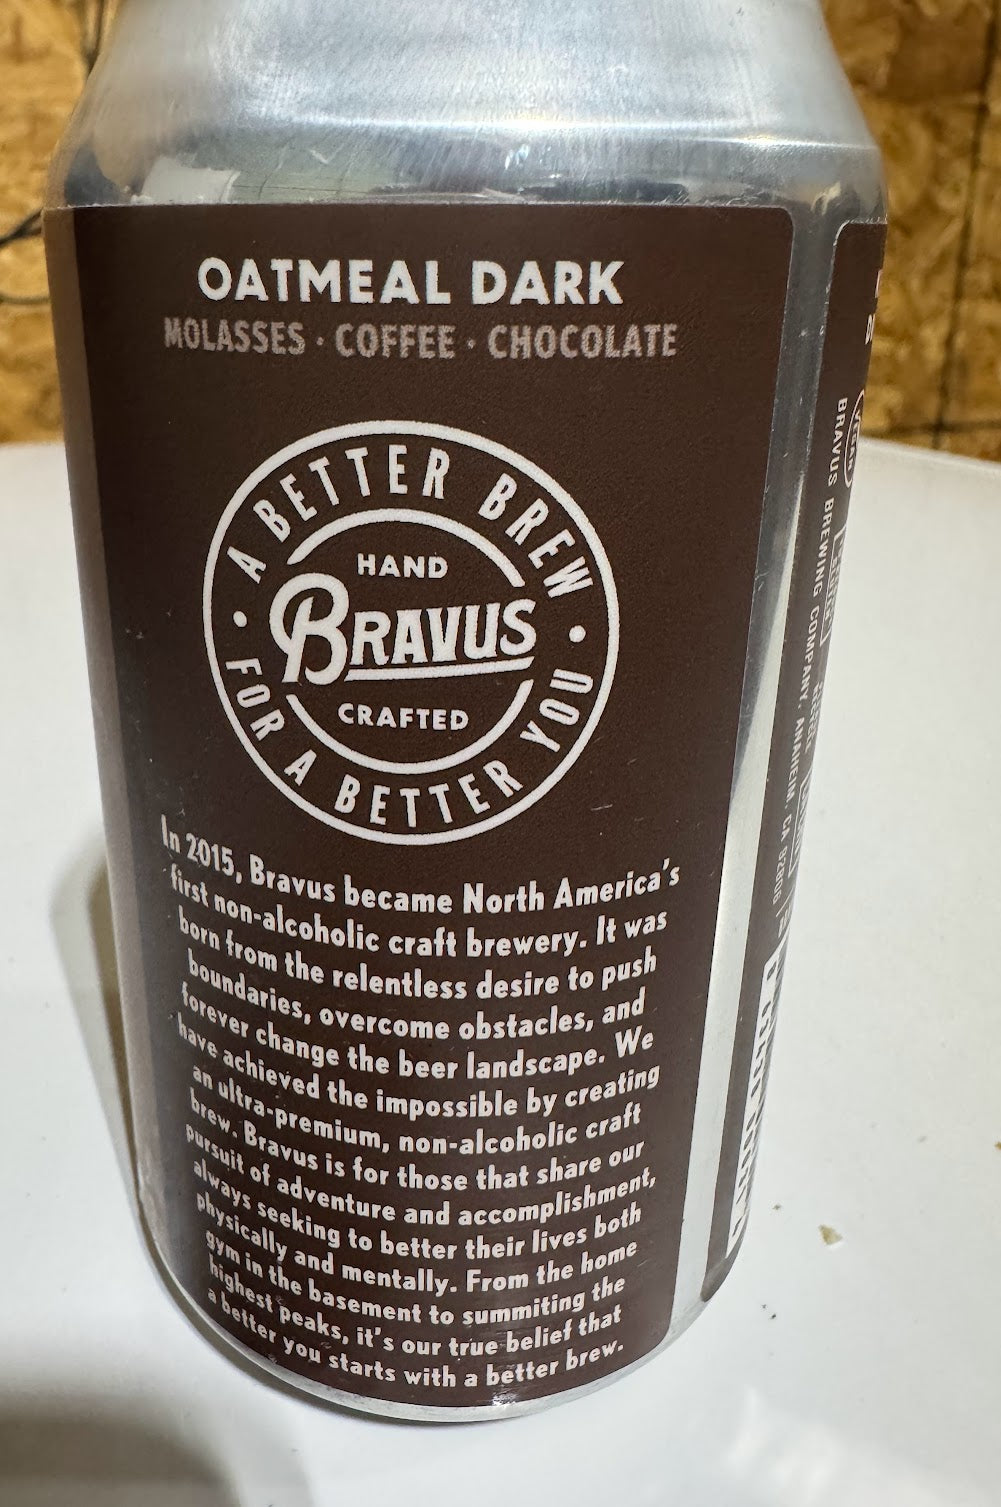 OATMEAL DARK
MOLASSES · COFFEE · CHOCOLATE
A BETTER BREW
HAND
BRAVUS
CRAFTED
FOR A BETTER YOU
In 2015, Bravus became North America's
first non-alcoholic craft brewery. It was
born from the relentless desire to push
boundaries, overcome obstacles, and
forever change the beer landscape. We
have achieved the impossible by creating
an ultra-premium, non-alcoholic craft
brew. Bravus is for those that share our
pursuit of adventure and accomplishment,
always seeking to better their lives both
physically and mentally. From the home
gym in the basement to summiting the
highest peaks, it's our true belief that
a better you starts with a better brew.
VEGAN
BRAVUS BREWING COMPANY, ANAHEIM, CA 92806